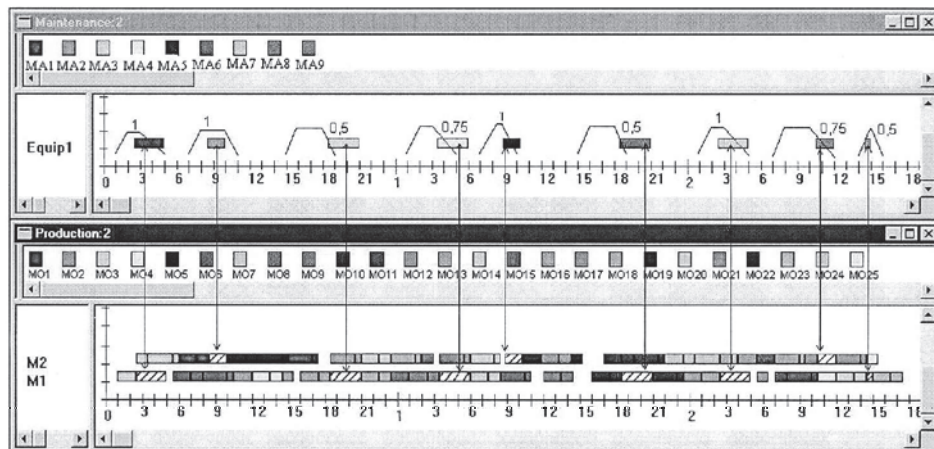 Maintenance:2
MA1 MA2 MA3 MA4 MA5 MA6 MA7 MA8 MA9
1 1 0,5 0,75 1 0,5 1 0,75 0,5
Equip1
0 3 6 9 12 15 18 21 1 3 6 9 12 15 18 21 2 3 6 9 12 15 18
Production:2
MO1 MO2 MO3 MO4 MO5 MO6 MO7 MO8 MO9 MO10 MO11 MO12 MO13 MO14 MO15 MO16 MO17 MO18 MO19 MO20 MO21 MO22 MO23 MO24 MO25
M2
M1
0 3 6 9 12 15 18 21 1 3 6 9 12 15 18 21 2 3 6 9 12 15 18